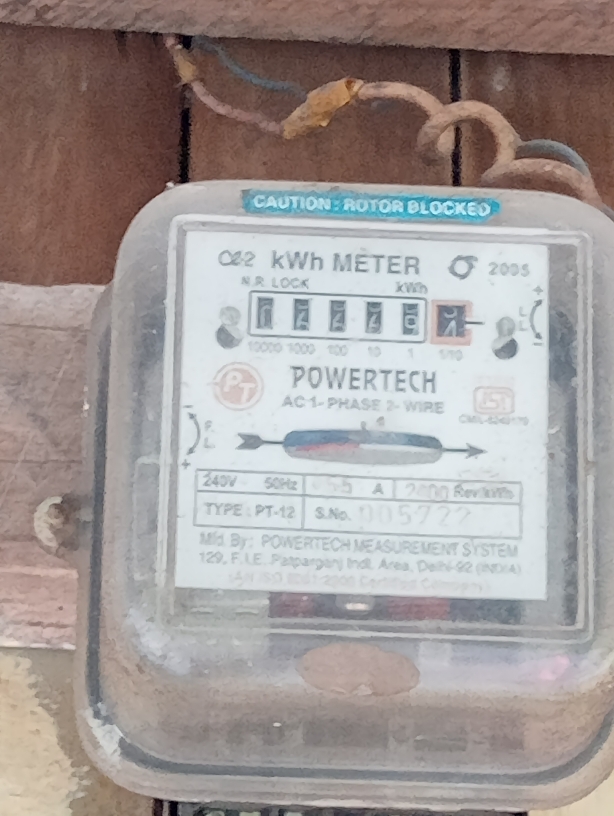 CAUTION : ROTOR BLOCKED
kWh METER 2005
N.R. LOCK kWh
10000 1000 100 10 1 1/10
PT POWERTECH
AC 1- PHASE 2- WIRE
F.
L.
240V 50Hz A Rev/kWh
TYPE : PT-12 S.No. 005722
Mfd. By : POWERTECH MEASUREMENT SYSTEM
129, F.I.E. Patparganj Indl. Area, Delhi-92 (INDIA)